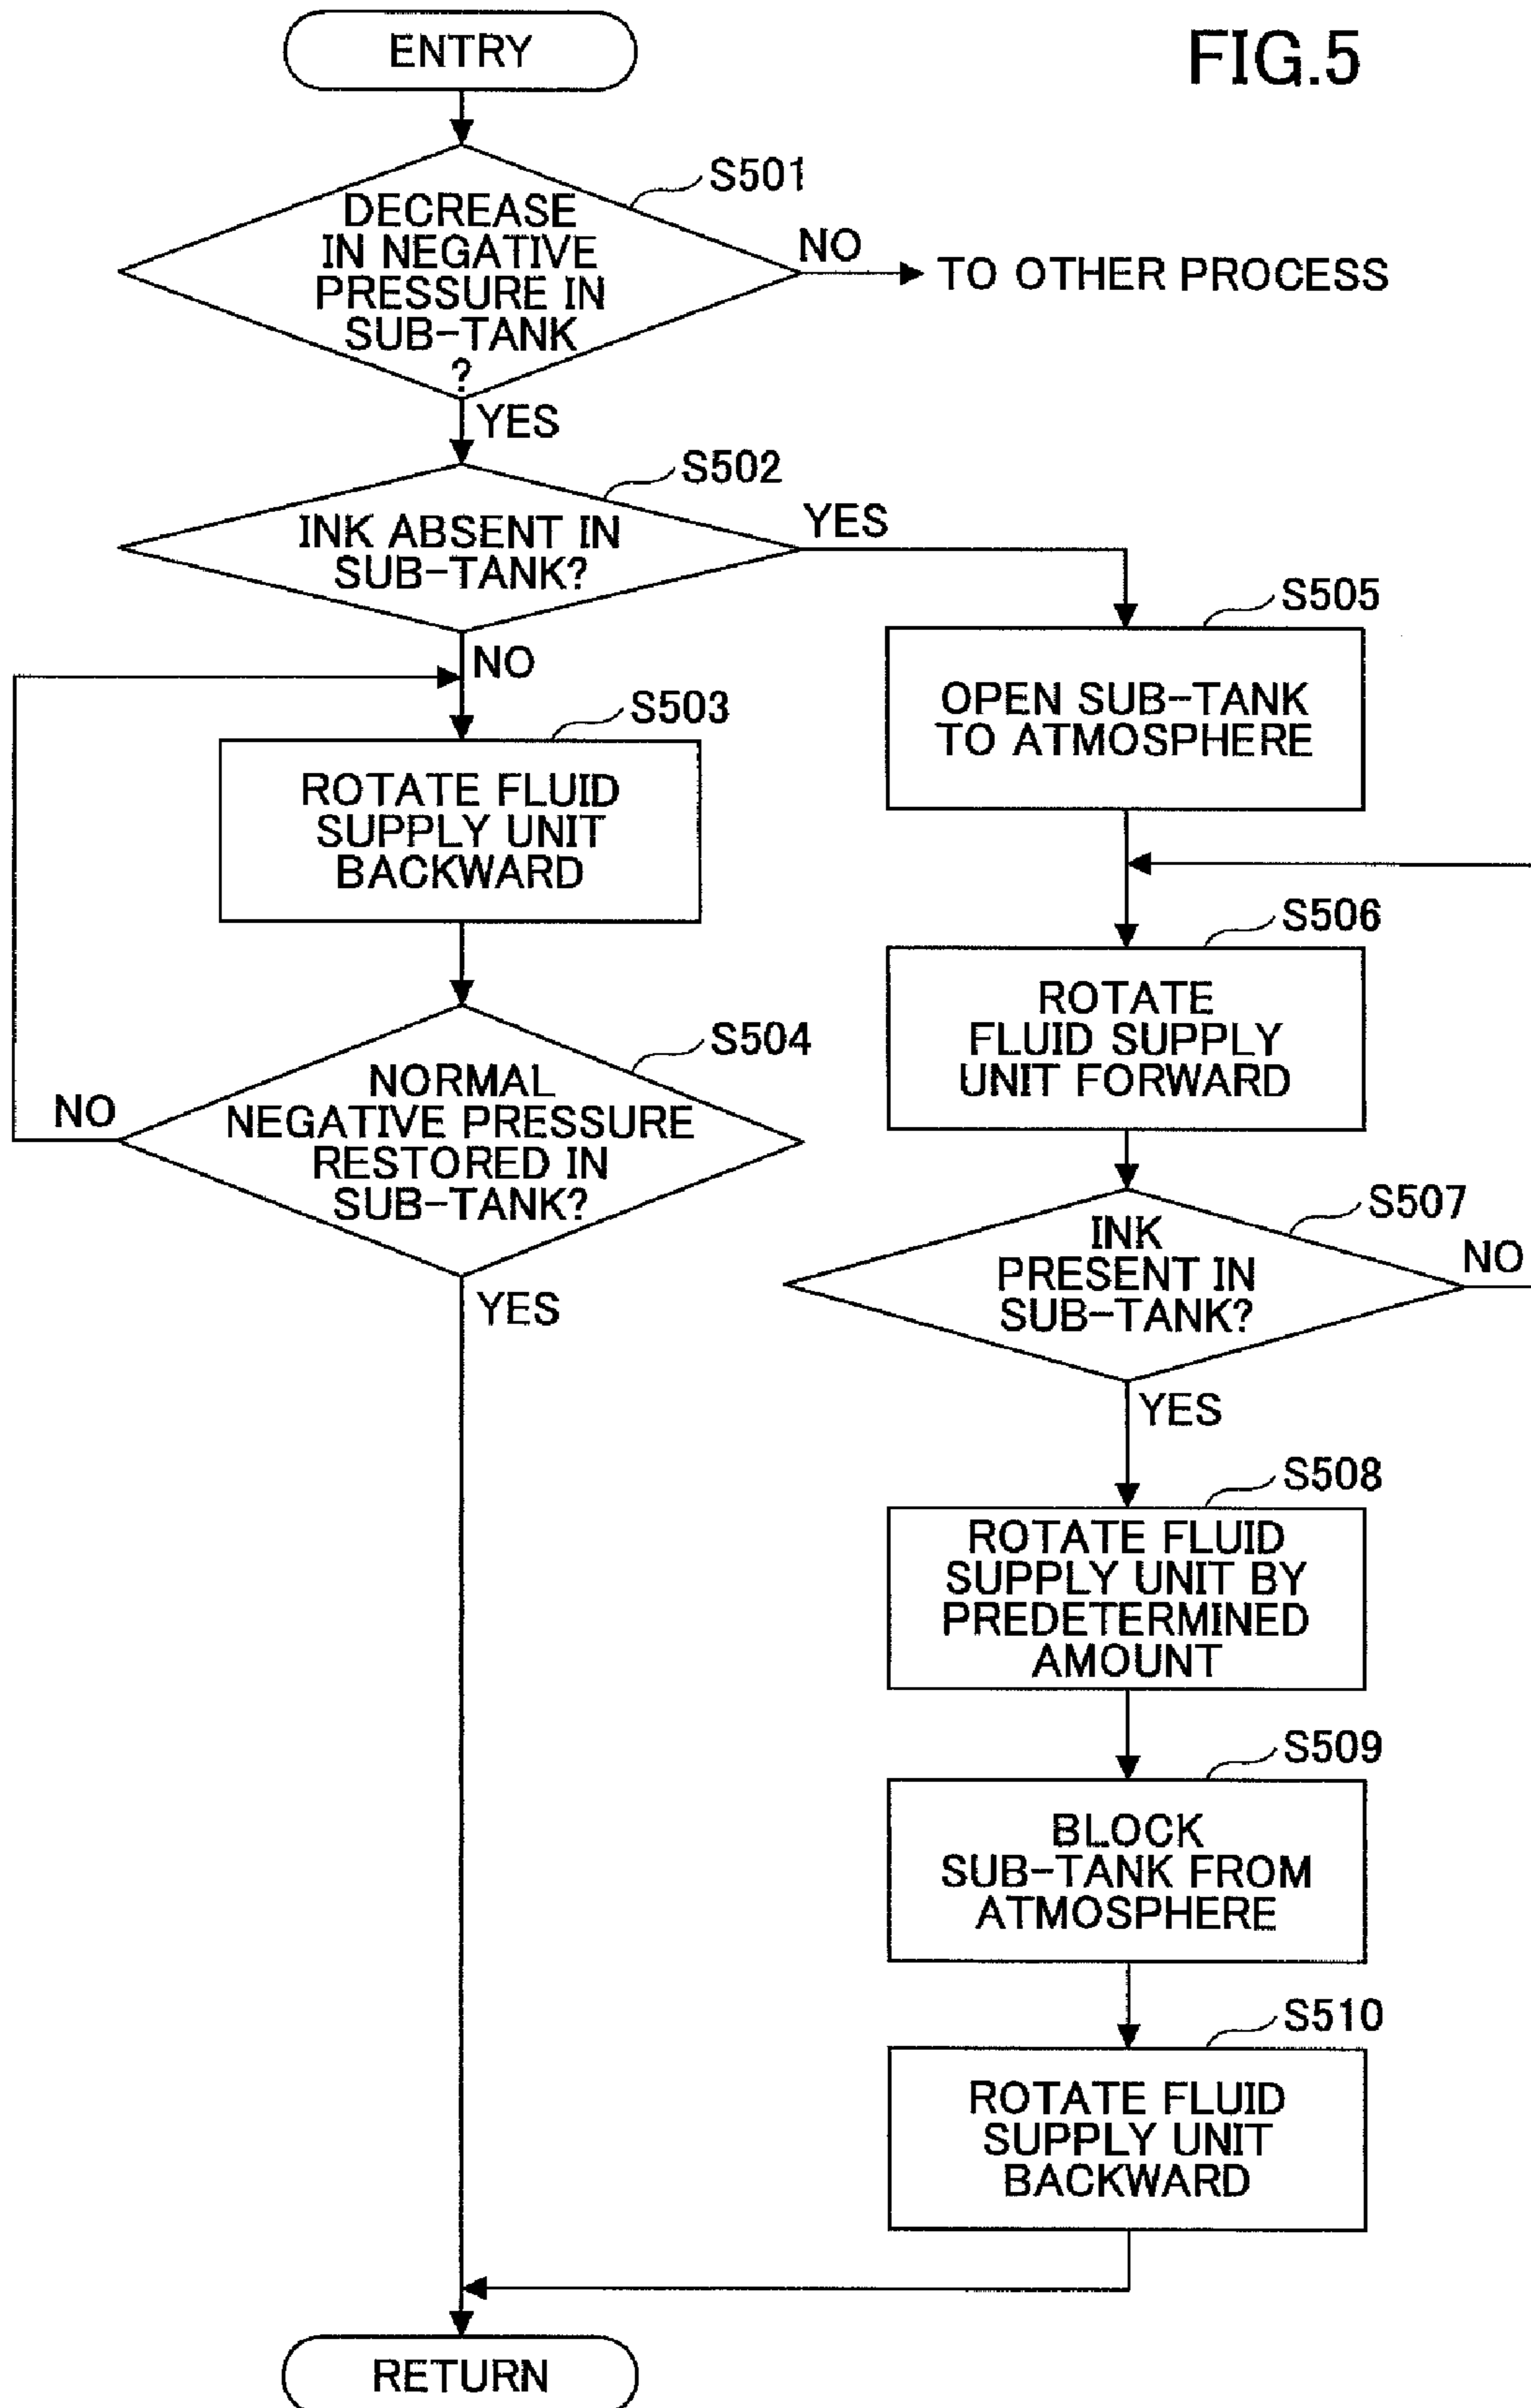 FIG.5
ENTRY
S501
DECREASE
IN NEGATIVE
PRESSURE IN
SUB-TANK
?
NO
TO OTHER PROCESS
YES
S502
INK ABSENT IN
SUB-TANK?
YES
NO
S503
ROTATE FLUID
SUPPLY UNIT
BACKWARD
S504
NORMAL
NEGATIVE PRESSURE
RESTORED IN
SUB-TANK?
NO
YES
S505
OPEN SUB-TANK
TO ATMOSPHERE
S506
ROTATE
FLUID SUPPLY
UNIT FORWARD
S507
INK
PRESENT IN
SUB-TANK?
NO
YES
S508
ROTATE FLUID
SUPPLY UNIT BY
PREDETERMINED
AMOUNT
S509
BLOCK
SUB-TANK FROM
ATMOSPHERE
S510
ROTATE FLUID
SUPPLY UNIT
BACKWARD
RETURN